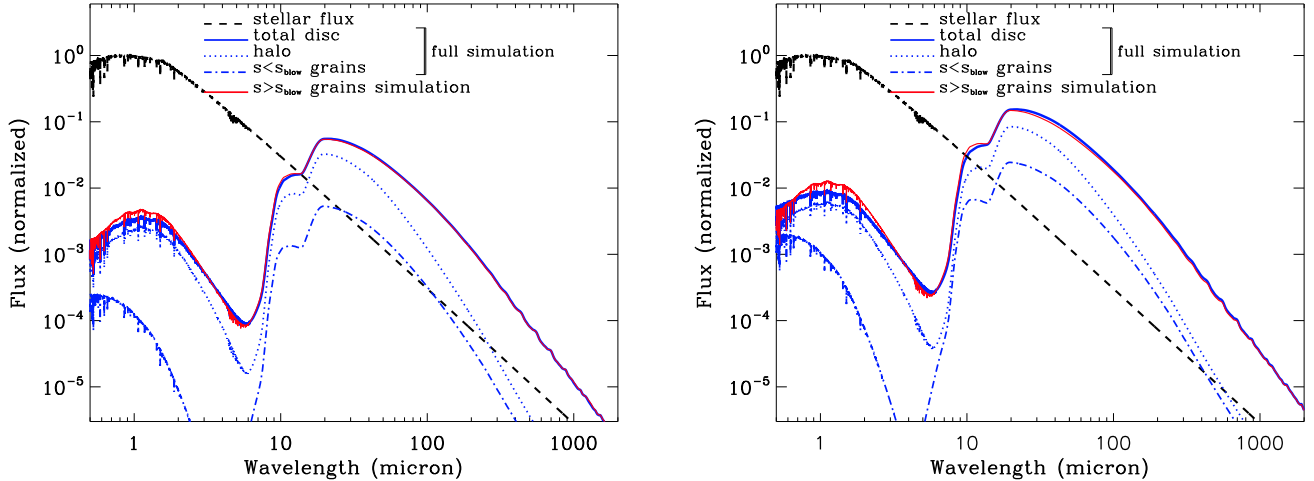 stellar flux
total disc
halo
s<s_blow grains
full simulation
s>s_blow grains simulation
10^0
10^-1
10^-2
10^-3
10^-4
10^-5
Flux (normalized)
1
10
100
1000
Wavelength (micron)
stellar flux
total disc
halo
s<s_blow grains
full simulation
s>s_blow grains simulation
10^0
10^-1
10^-2
10^-3
10^-4
10^-5
Flux (normalized)
1
10
100
1000
Wavelength (micron)